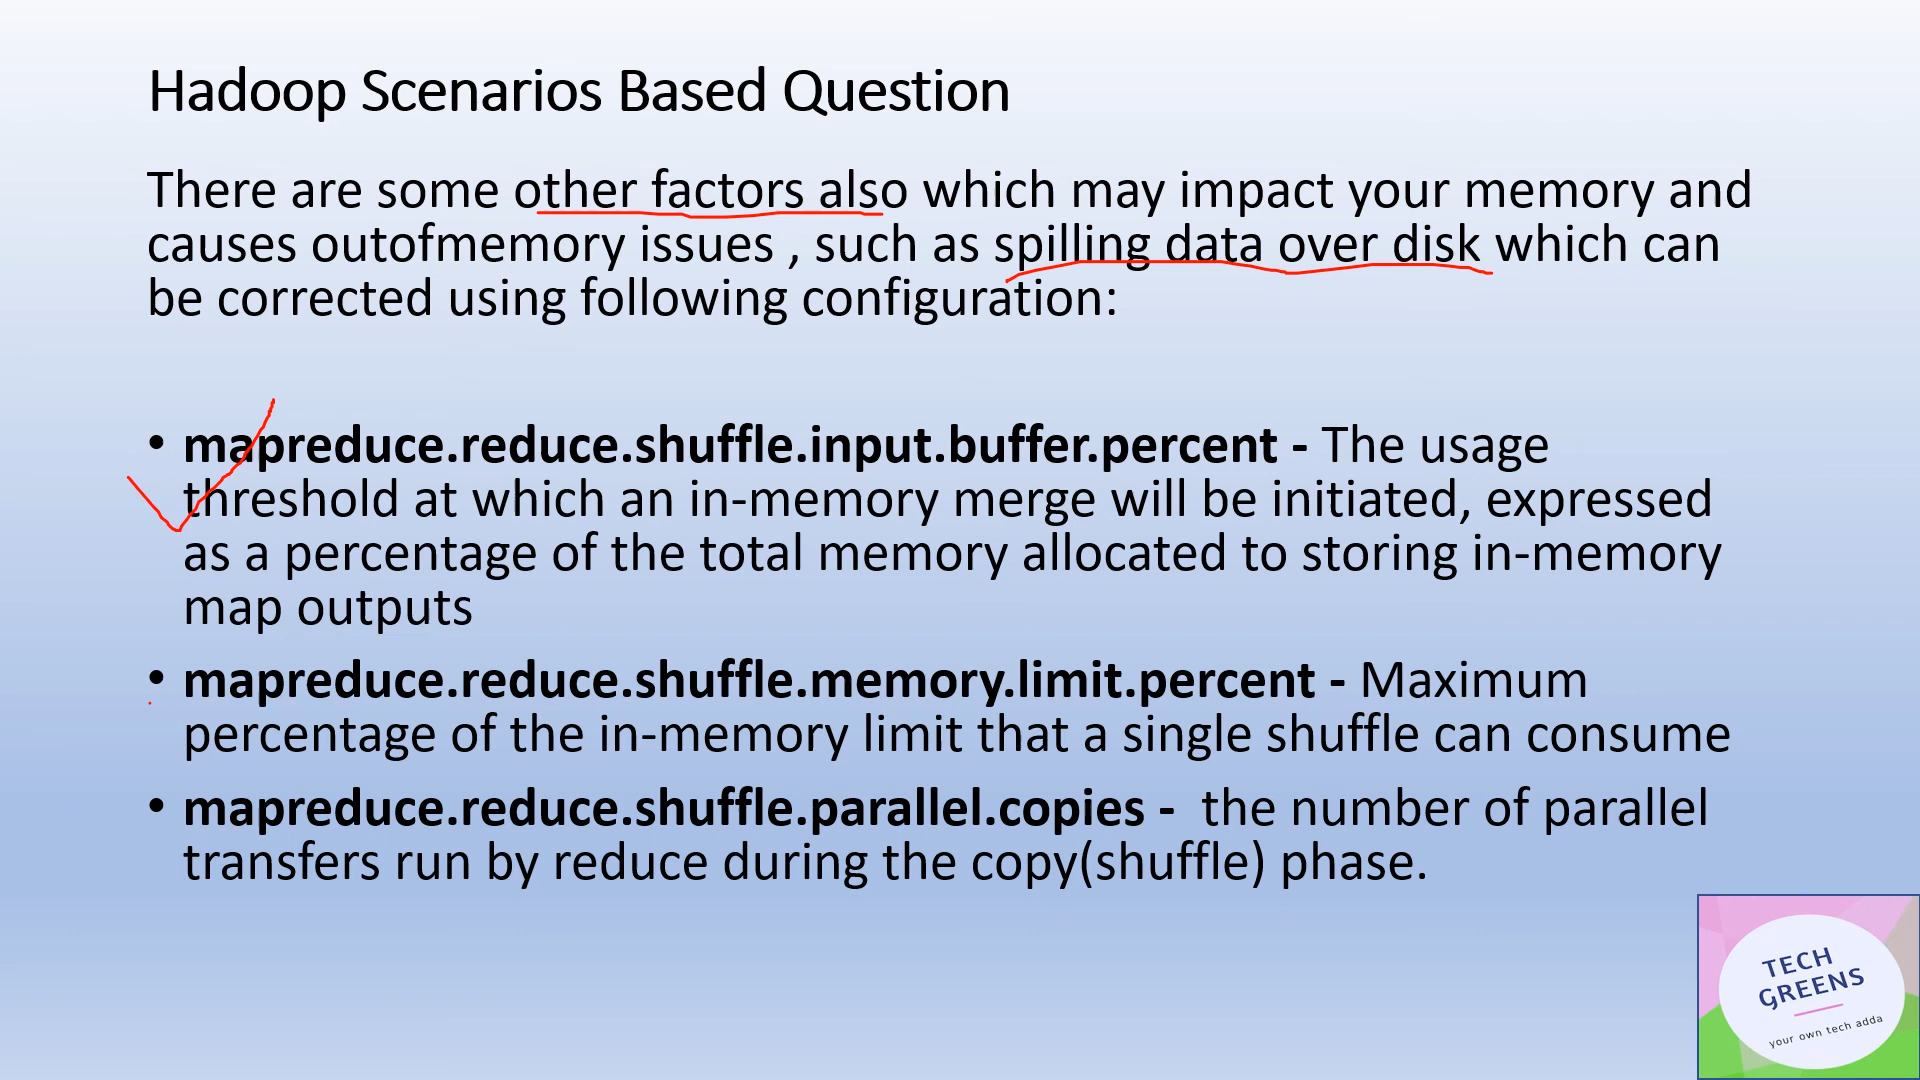 Hadoop Scenarios Based Question
There are some other factors also which may impact your memory and
causes outofmemory issues , such as spilling data over disk which can
be corrected using following configuration:
• mapreduce.reduce.shuffle.input.buffer.percent - The usage
threshold at which an in-memory merge will be initiated, expressed
as a percentage of the total memory allocated to storing in-memory
map outputs
• mapreduce.reduce.shuffle.memory.limit.percent - Maximum
percentage of the in-memory limit that a single shuffle can consume
• mapreduce.reduce.shuffle.parallel.copies - the number of parallel
transfers run by reduce during the copy(shuffle) phase.
TECH
GREENS
your own tech adda